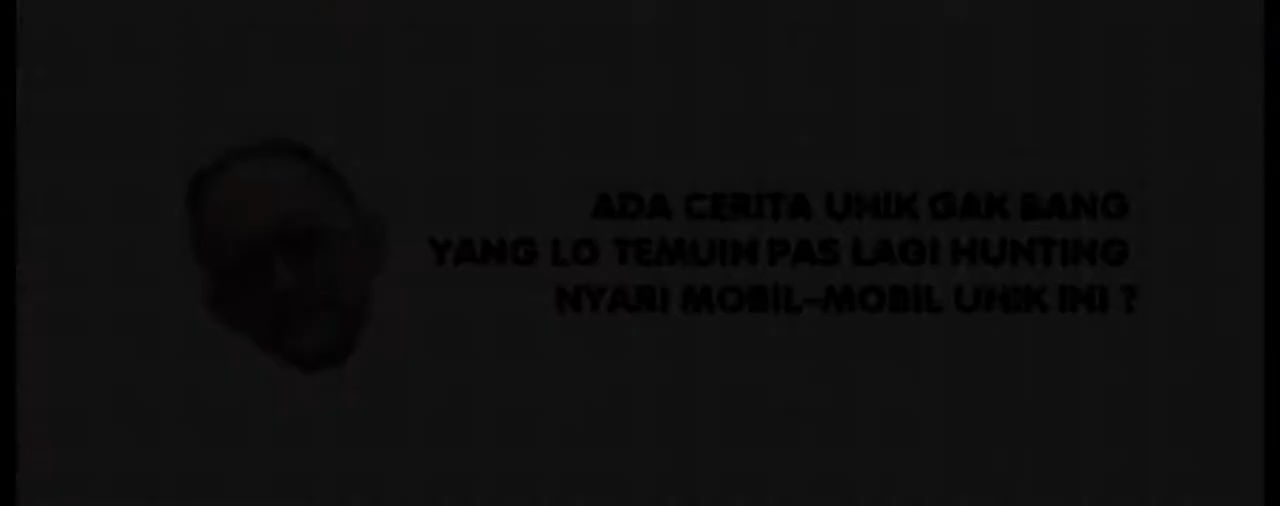 ADA CERITA UNIK GAK BANG
YANG LO TEMUIN PAS LAGI HUNTING
NYARI MOBIL-MOBIL UNIK INI ?